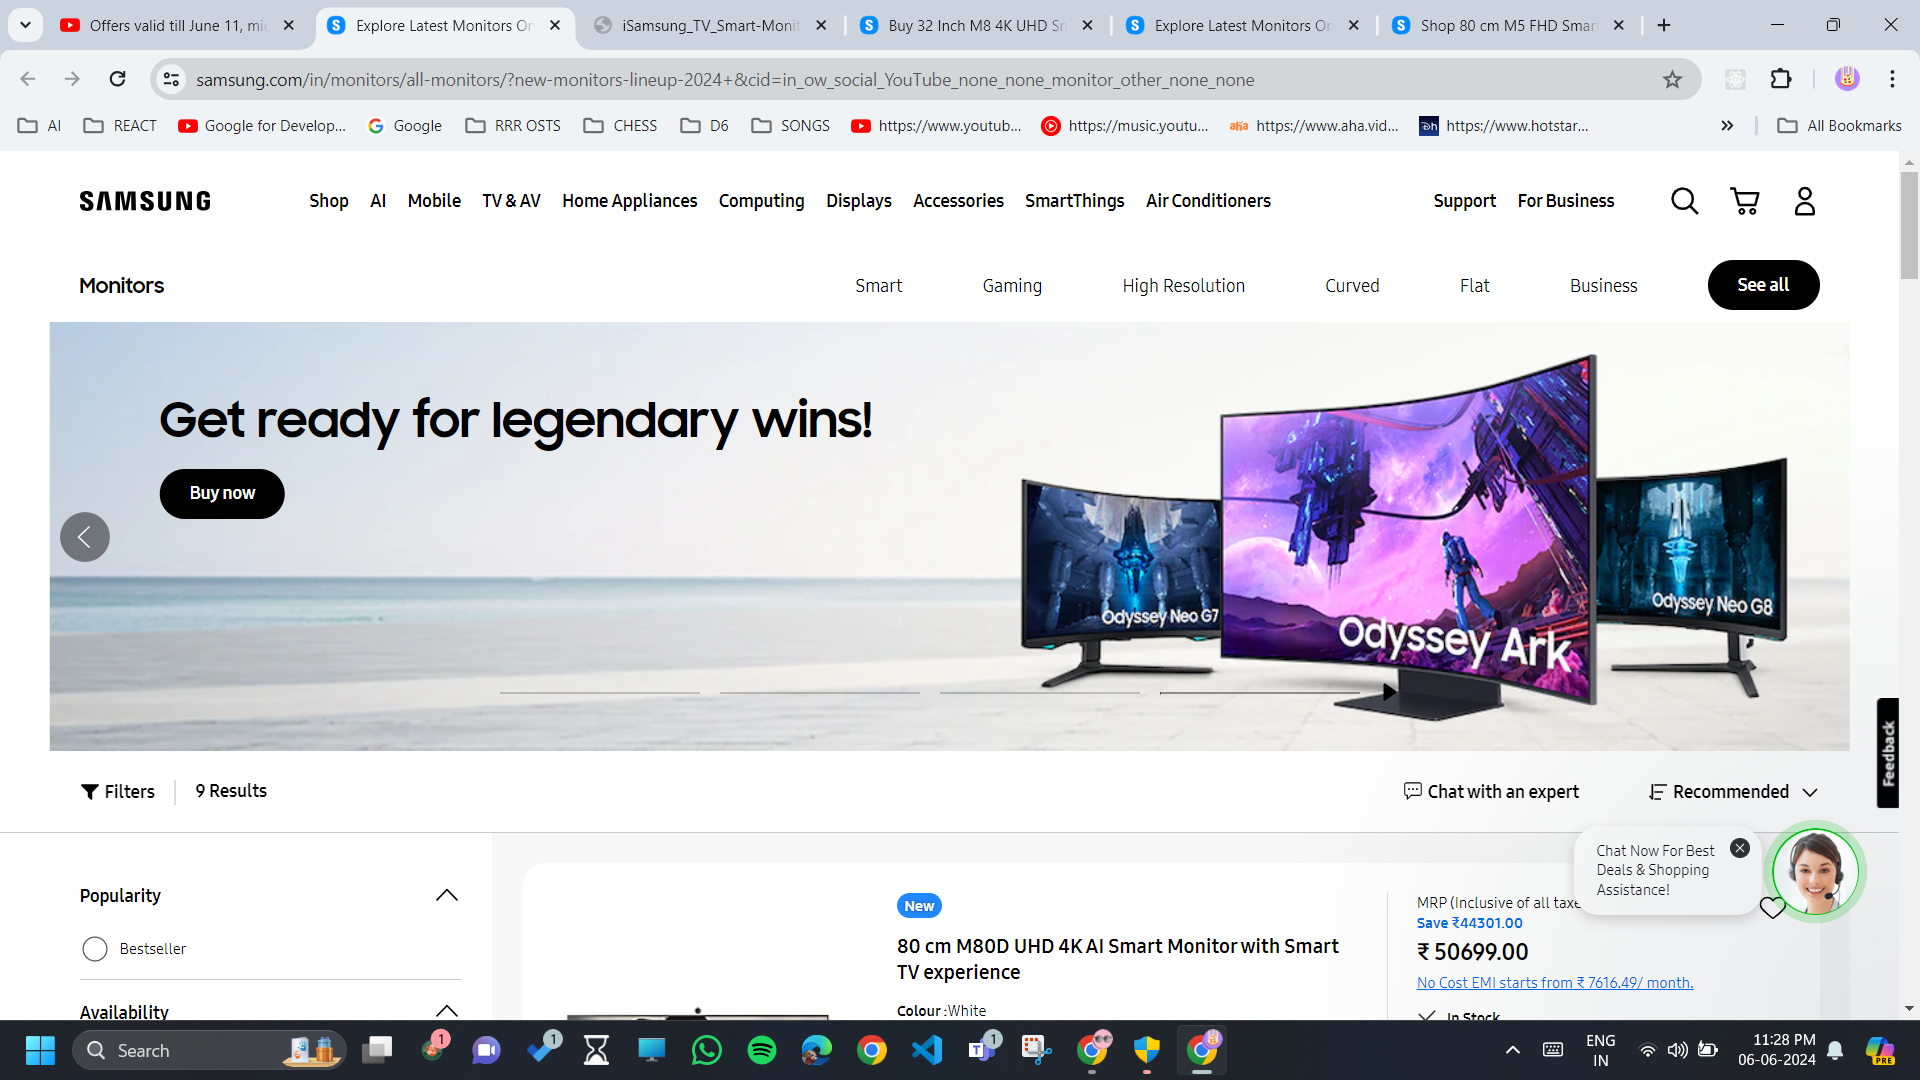 Offers valid till June 11, mi
Explore Latest Monitors On
iSamsung_TV_Smart-Monit
Buy 32 Inch M8 4K UHD Sm
Explore Latest Monitors On
Shop 80 cm M5 FHD Smar
samsung.com/in/monitors/all-monitors/?new-monitors-lineup-2024+&cid=in_ow_social_YouTube_none_none_monitor_other_none_none
AI
REACT
Google for Develop...
Google
RRR OSTS
CHESS
D6
SONGS
https://www.youtub...
https://music.youtu...
aha
https://www.aha.vid...
https://www.hotstar...
All Bookmarks
SAMSUNG
Shop
AI
Mobile
TV & AV
Home Appliances
Computing
Displays
Accessories
SmartThings
Air Conditioners
Support
For Business
Monitors
Smart
Gaming
High Resolution
Curved
Flat
Business
See all
Get ready for legendary wins!
Buy now
Odyssey Neo G7
Odyssey Ark
Odyssey Neo G8
Feedback
Filters
9 Results
Chat with an expert
Recommended
Chat Now For Best
Deals & Shopping
Assistance!
Popularity
Bestseller
Availability
New
80 cm M80D UHD 4K AI Smart Monitor with Smart
TV experience
Colour :White
MRP (Inclusive of all taxe
Save ₹44301.00
₹ 50699.00
No Cost EMI starts from ₹ 7616.49/ month.
In Stock
Search
1
1
1
ENG
IN
11:28 PM
06-06-2024
PRE